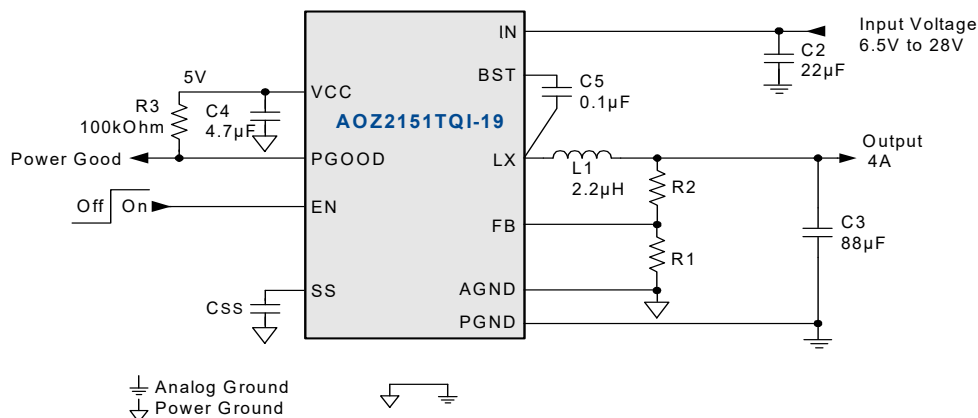 IN
Input Voltage
6.5V to 28V
C2
22µF
BST
C5
0.1µF
5V
VCC
R3
100kOhm
C4
4.7µF
AOZ2151TQI-19
Power Good
PGOOD
LX
L1
2.2µH
Output
4A
R2
Off
On
EN
FB
C3
88µF
R1
SS
CSS
AGND
PGND
Analog Ground
Power Ground